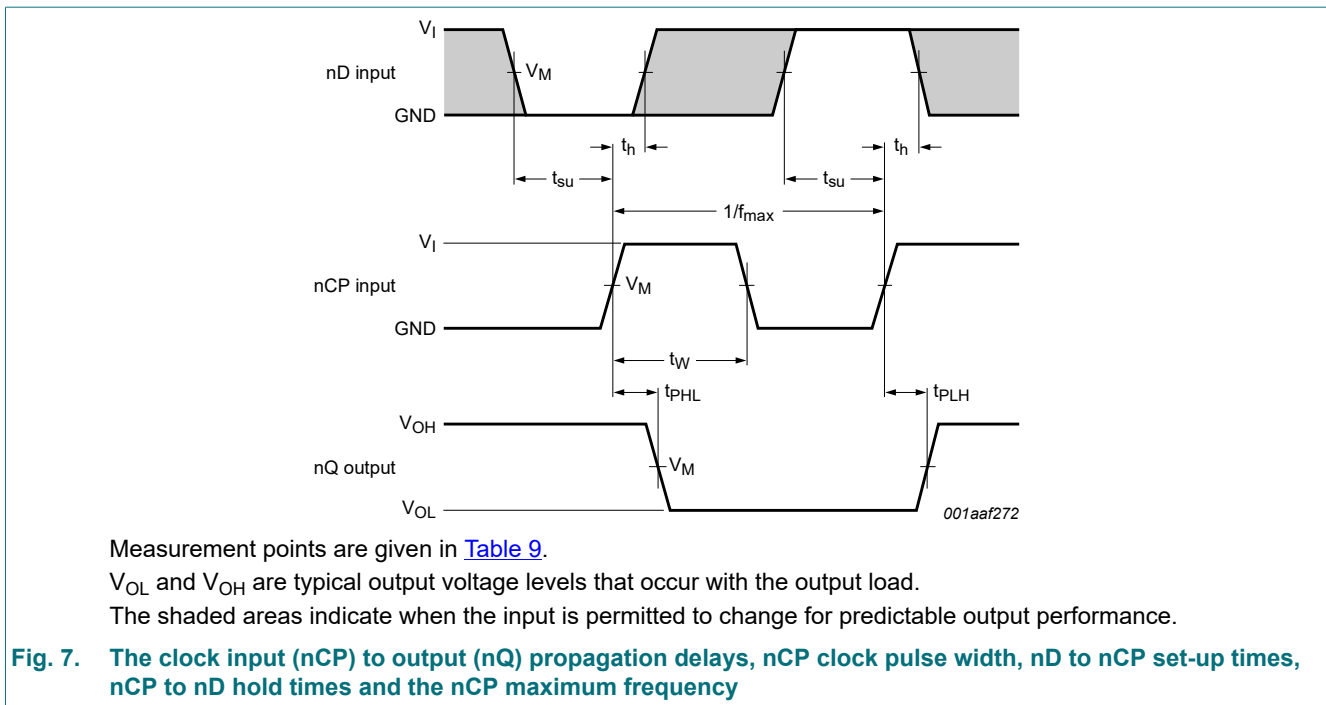 V_I
nD input
V_M
GND
t_h
t_h
t_su
t_su
1/f_max
V_I
nCP input
V_M
GND
t_W
t_PHL
t_PLH
V_OH
nQ output
V_M
V_OL
001aaf272
Measurement points are given in Table 9.
V_OL and V_OH are typical output voltage levels that occur with the output load.
The shaded areas indicate when the input is permitted to change for predictable output performance.
Fig. 7. The clock input (nCP) to output (nQ) propagation delays, nCP clock pulse width, nD to nCP set-up times,
nCP to nD hold times and the nCP maximum frequency